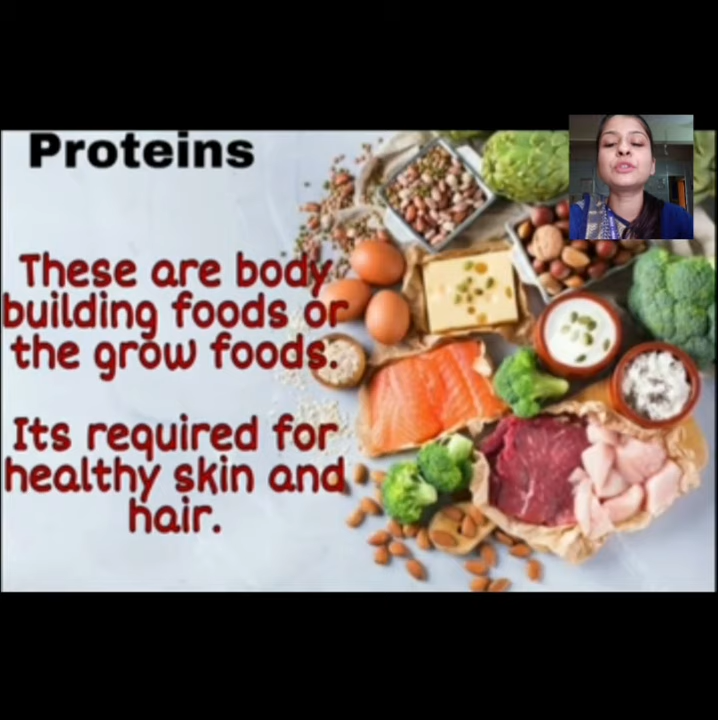 Proteins
These are body
building foods or
the grow foods.
Its required for
healthy skin and
hair.